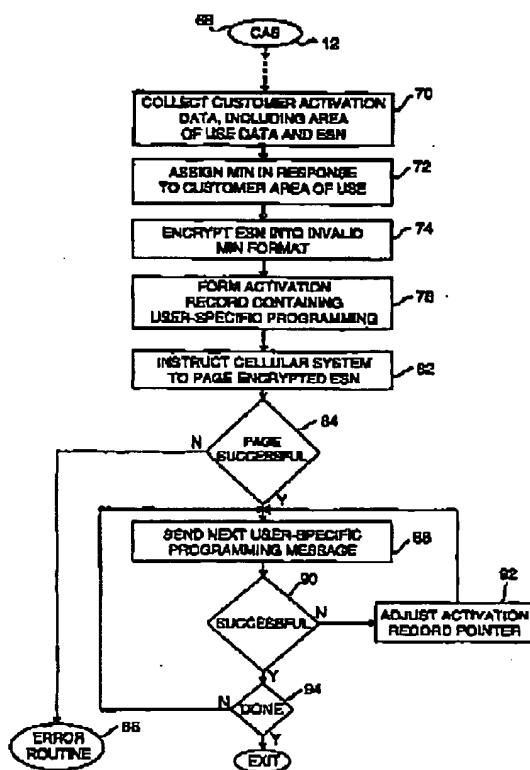 68
CAS
12
COLLECT CUSTOMER ACTIVATION
DATA, INCLUDING AREA
OF USE DATA AND ESN
70
ASSIGN MIN IN RESPONSE
TO CUSTOMER AREA OF USE
72
ENCRYPT ESN INTO INVALID
MIN FORMAT
74
FORM ACTIVATION
RECORD CONTAINING
USER-SPECIFIC PROGRAMMING
78
INSTRUCT CELLULAR SYSTEM
TO PAGE ENCRYPTED ESN
82
84
N
PAGE
SUCCESSFUL
Y
SEND NEXT USER-SPECIFIC
PROGRAMMING MESSAGE
88
90
SUCCESSFUL
N
92
ADJUST ACTIVATION
RECORD POINTER
Y
94
N
DONE
Y
ERROR
ROUTINE
EXIT